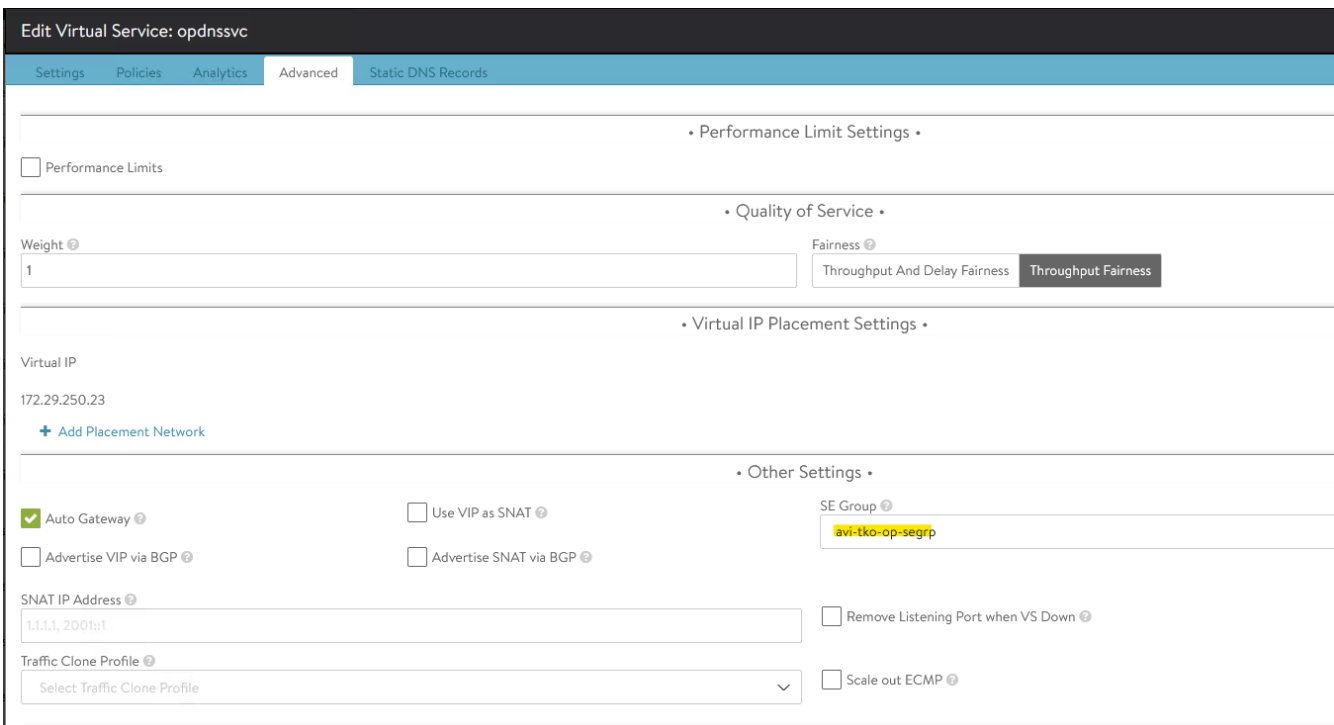 Edit Virtual Service: opdnssvc
Settings Policies Analytics Advanced Static DNS Records
• Performance Limit Settings •
Performance Limits
• Quality of Service •
Weight
Fairness
1
Throughput And Delay Fairness Throughput Fairness
• Virtual IP Placement Settings •
Virtual IP
172.29.250.23
+ Add Placement Network
• Other Settings •
Auto Gateway
Use VIP as SNAT
SE Group
avi-tko-op-segrp
Advertise VIP via BGP
Advertise SNAT via BGP
SNAT IP Address
1.1.1.1, 2001::1
Remove Listening Port when VS Down
Traffic Clone Profile
Select Traffic Clone Profile
Scale out ECMP